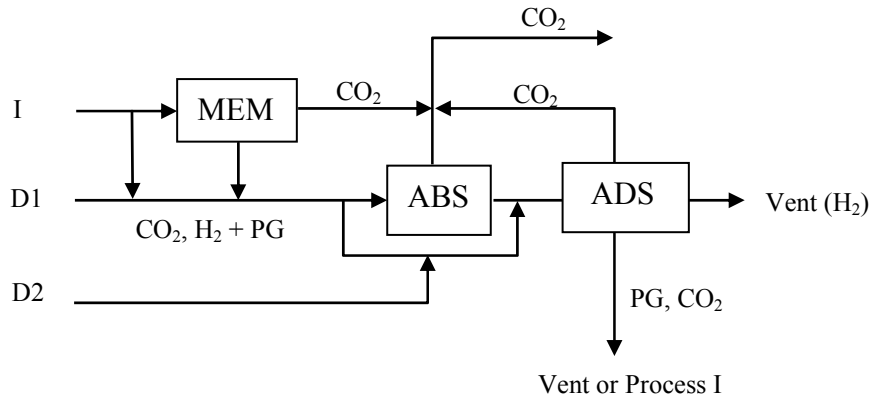 CO₂
I
MEM
CO₂
CO₂
D1
ABS
ADS
Vent (H₂)
CO₂, H₂ + PG
D2
PG, CO₂
Vent or Process I